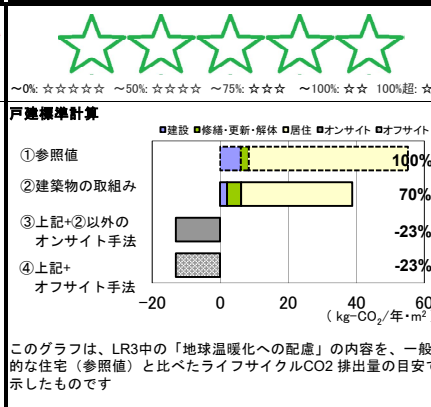 ～0%: ☆☆☆☆☆ ～50%: ☆☆☆☆ ～75%: ☆☆☆ ～100%: ☆☆ 100%超: ☆
戸建標準計算
■建設 ■修繕・更新・解体 □居住 ■オンサイト ■オフサイト
①参照値
100%
②建築物の取組み
70%
③上記+②以外の
オンサイト手法
-23%
④上記+
オフサイト手法
-23%
-20 0 20 40 60
（ kg-CO₂/年・m²
このグラフは、LR3中の「地球温暖化への配慮」の内容を、一般
的な住宅（参照値）と比べたライフサイクルCO2 排出量の目安で
示したものです